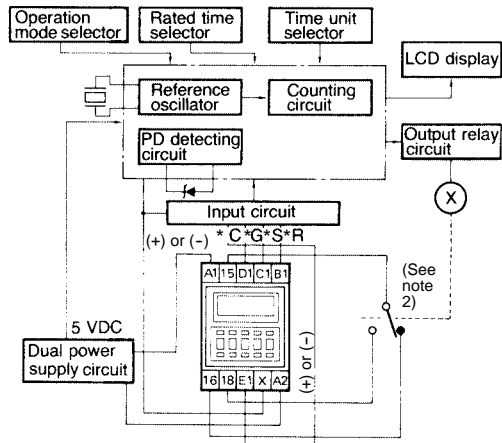 Operation
mode selector
Rated time
selector
Time unit
selector
LCD display
Reference
oscillator
Counting
circuit
PD detecting
circuit
Output relay
circuit
X
Input circuit
* C *G *S *R
(+) or (−)
A1 15 D1 C1 B1
(See
note
2)
5 VDC
Dual power
supply circuit
(+) or (−)
16 18 E1 X A2